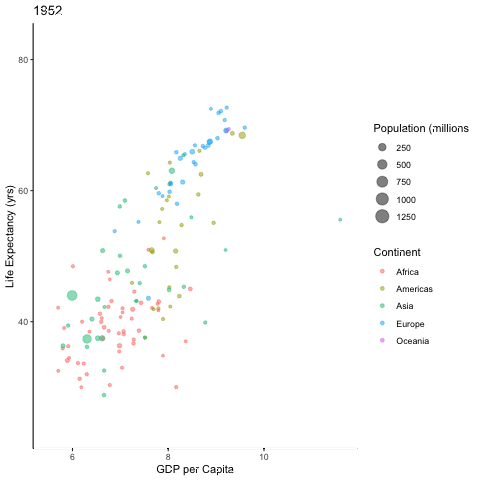 1952
80
60
40
6
8
10
Life Expectancy (yrs)
GDP per Capita
Population (millions
250
500
750
1000
1250
Continent
Africa
Americas
Asia
Europe
Oceania